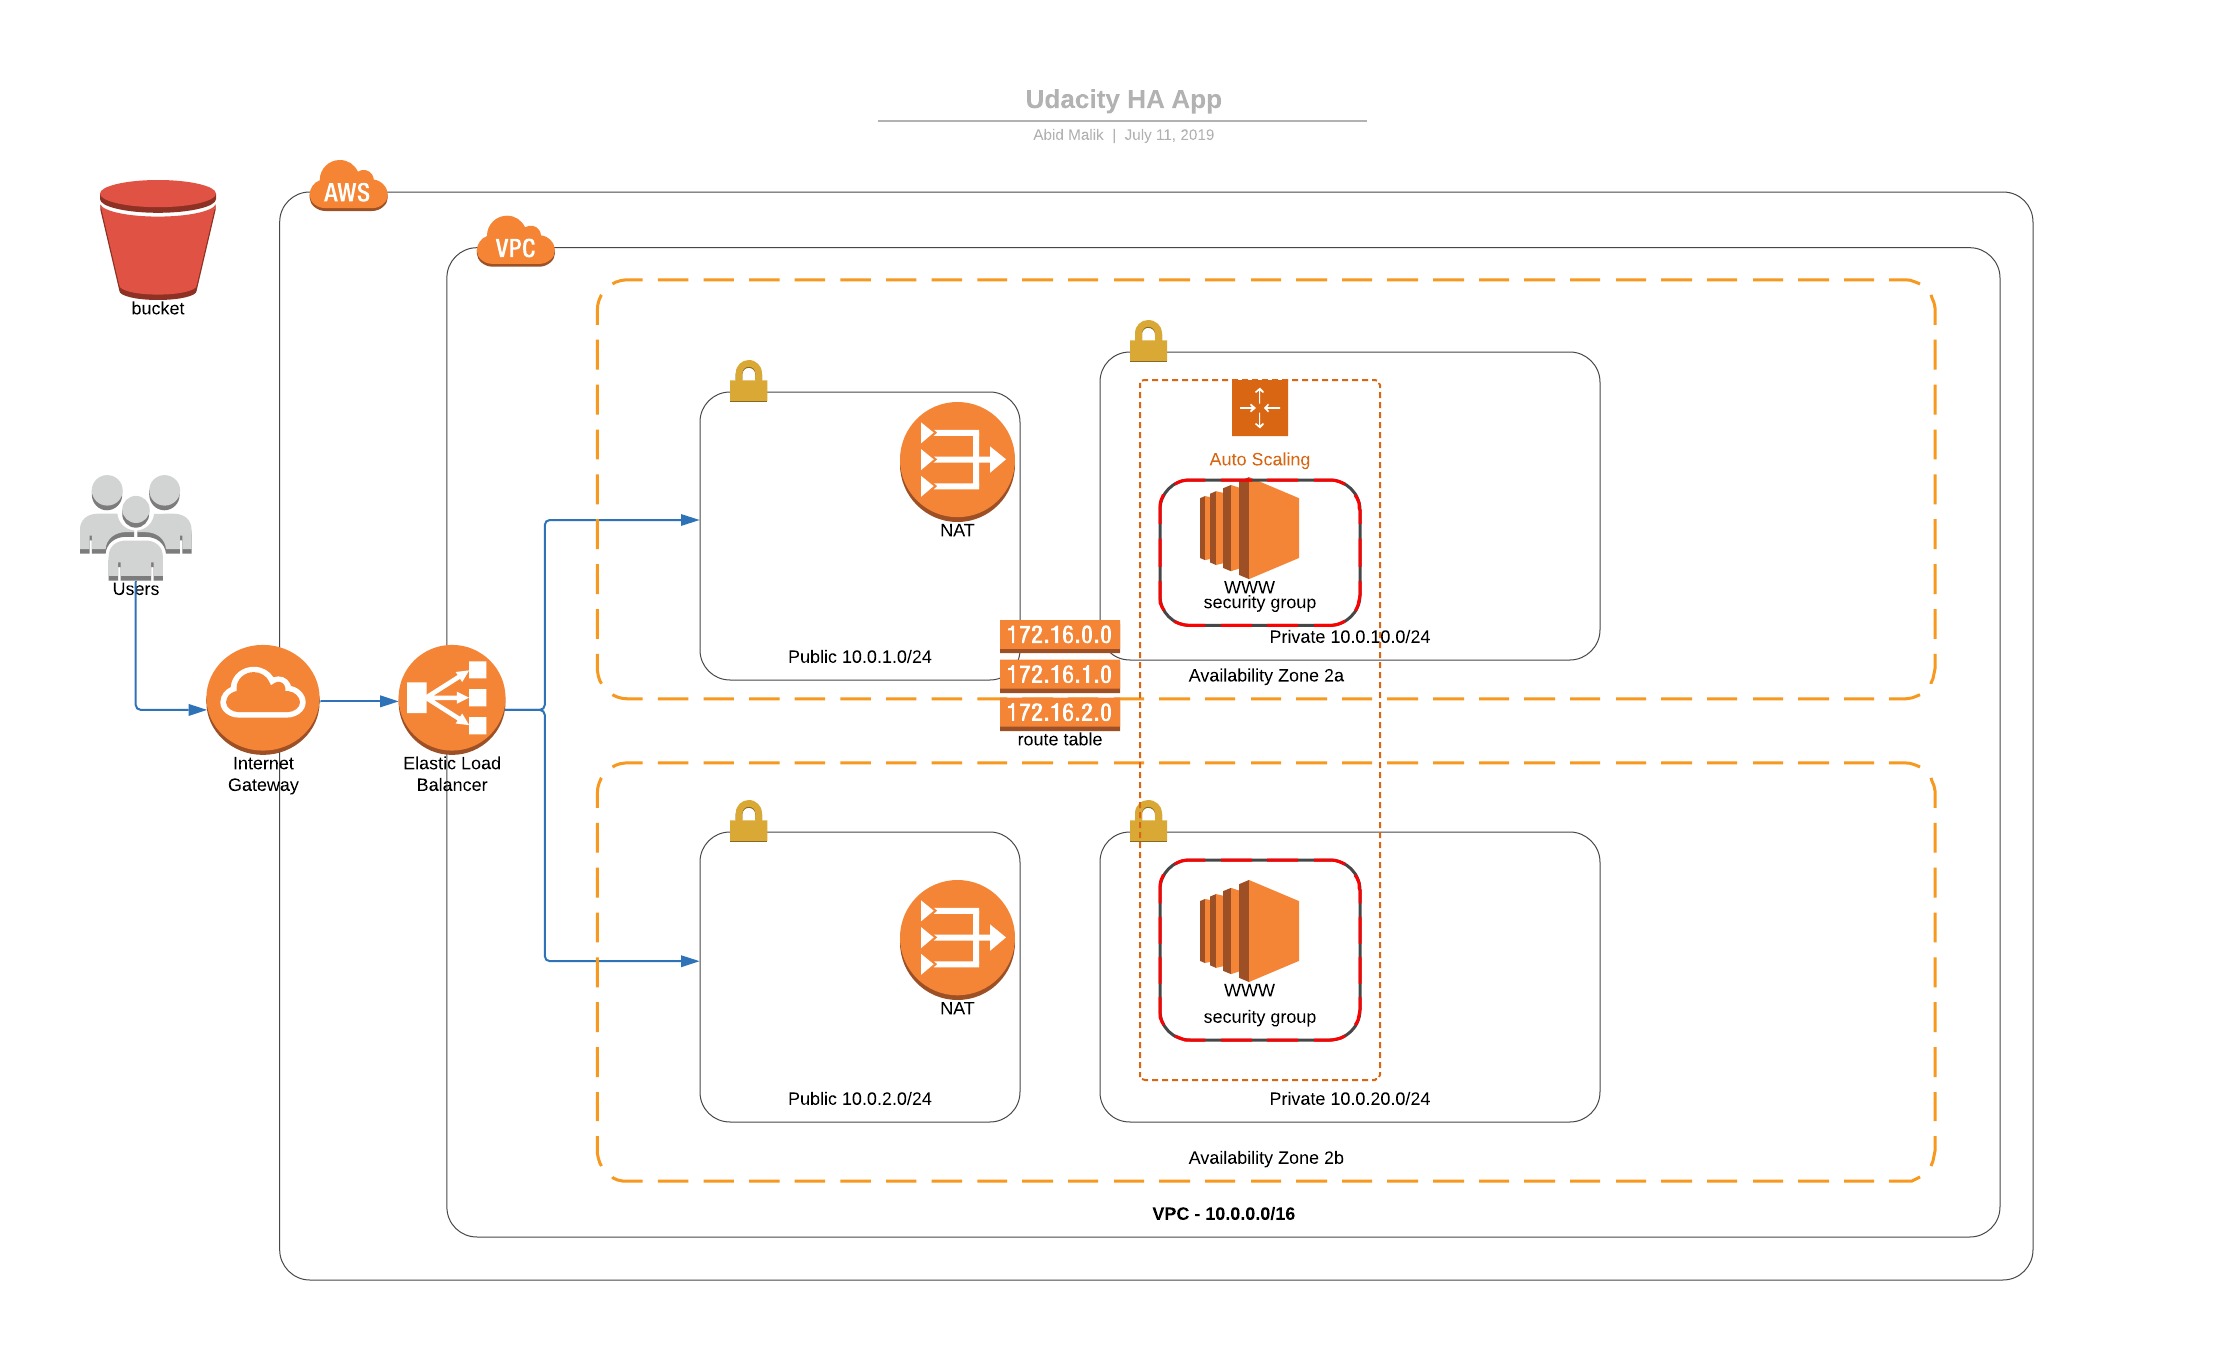 Udacity HA App
Abid Malik | July 11, 2019
AWS
VPC
bucket
Users
Internet
Gateway
Elastic Load
Balancer
NAT
Public 10.0.1.0/24
Auto Scaling
WWW
security group
Private 10.0.10.0/24
Availability Zone 2a
172.16.0.0
172.16.1.0
172.16.2.0
route table
NAT
Public 10.0.2.0/24
WWW
security group
Private 10.0.20.0/24
Availability Zone 2b
VPC - 10.0.0.0/16